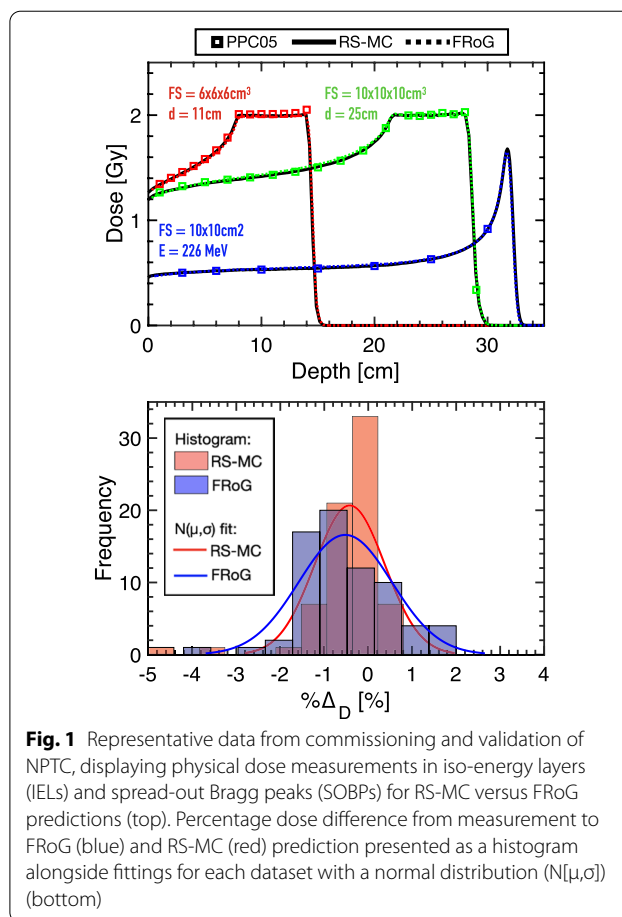 PPC05 RS-MC FRoG
FS = 6x6x6cm³
d = 11cm
FS = 10x10x10cm³
d = 25cm
FS = 10x10cm2
E = 226 MeV
Dose [Gy]
2
1
0
0 10 20 30
Depth [cm]
Histogram:
RS-MC
FRoG
N(μ,σ) fit:
RS-MC
FRoG
Frequency
30
20
10
0
-5 -4 -3 -2 -1 0 1 2 3 4
%Δ_D [%]
Fig. 1 Representative data from commissioning and validation of
NPTC, displaying physical dose measurements in iso-energy layers
(IELs) and spread-out Bragg peaks (SOBPs) for RS-MC versus FRoG
predictions (top). Percentage dose difference from measurement to
FRoG (blue) and RS-MC (red) prediction presented as a histogram
alongside fittings for each dataset with a normal distribution (N[μ,σ])
(bottom)